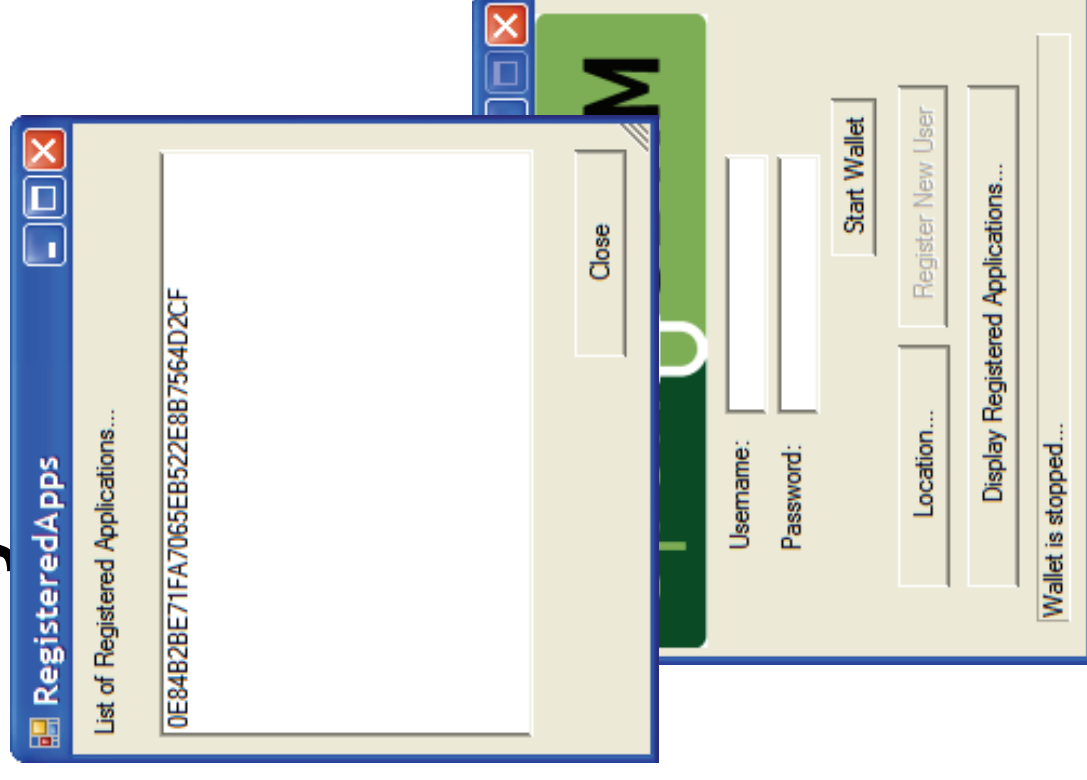 RegisteredApps
List of Registered Applications...
0E84B2BE71FA7065EB522E8B7564D2CF
Close
M
Username:
Password:
Start Wallet
Location...
Register New User
Display Registered Applications...
Wallet is stopped...